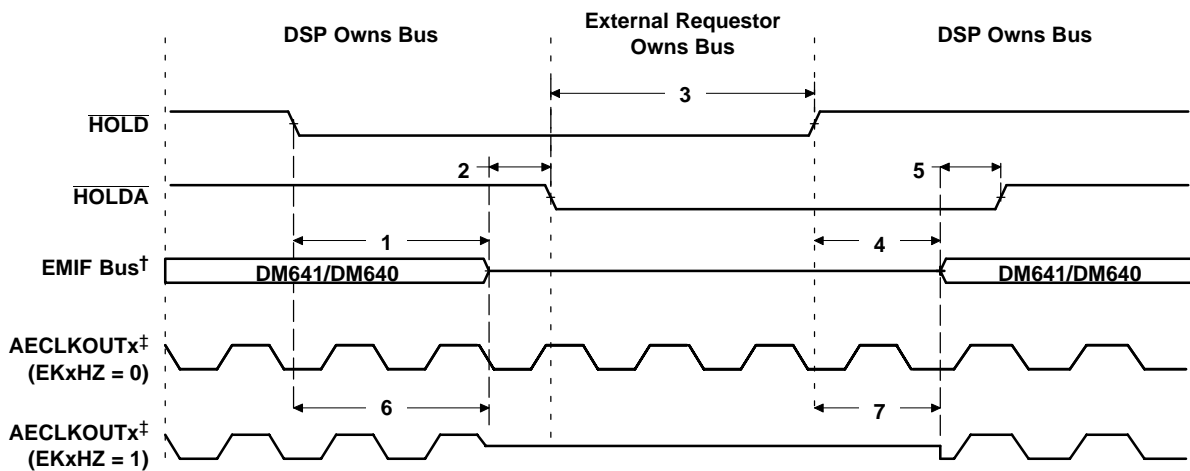 DSP Owns Bus
External Requestor
Owns Bus
DSP Owns Bus
3
HOLD
2
5
HOLDA
1
4
EMIF Bus†
DM641/DM640
DM641/DM640
AECLKOUTx‡
(EKxHZ = 0)
6
7
AECLKOUTx‡
(EKxHZ = 1)